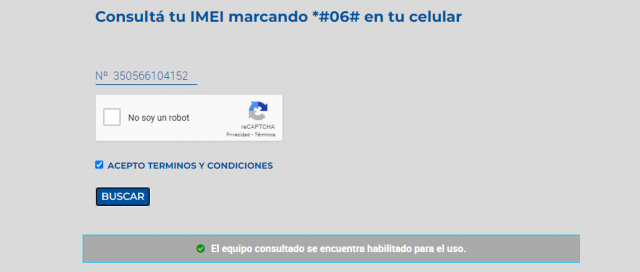 Consultá tu IMEI marcando *#06# en tu celular
Nº 350566104152
No soy un robot
reCAPTCHA
Privacidad - Términos
ACEPTO TERMINOS Y CONDICIONES
BUSCAR
El equipo consultado se encuentra habilitado para el uso.